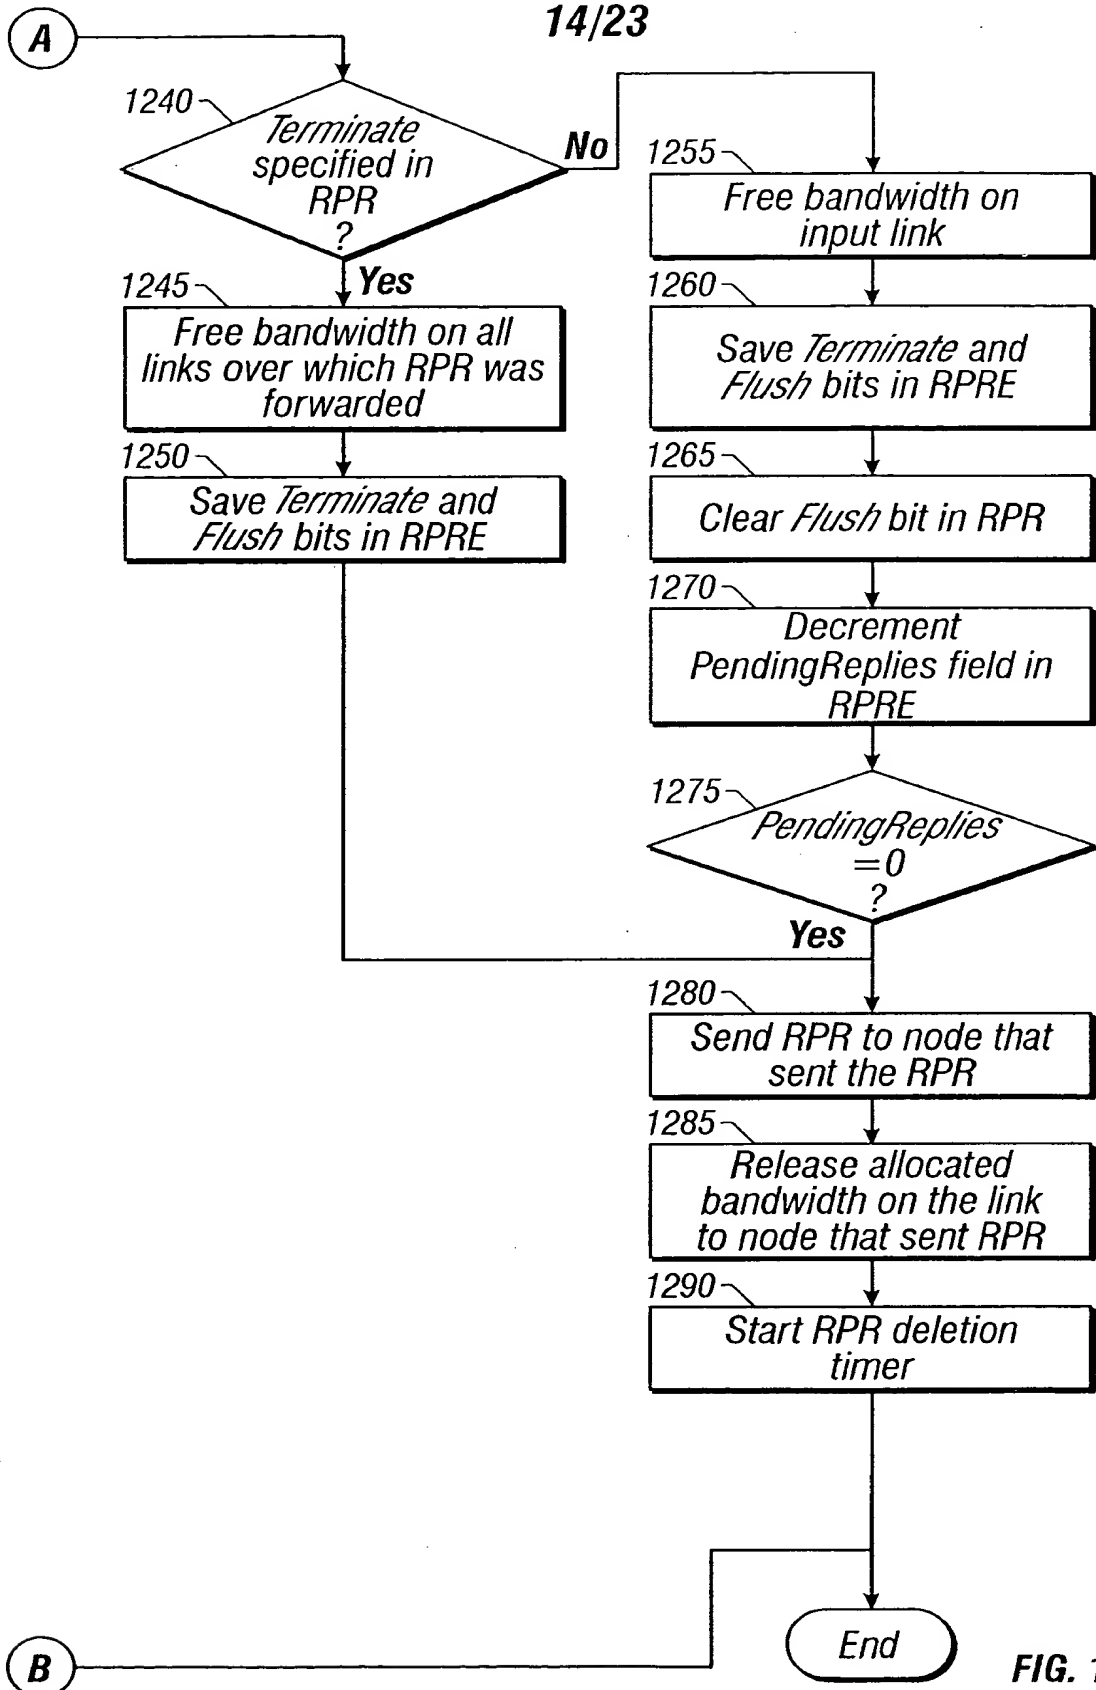 14/23
A
1240
Terminate
specified in
RPR
?
No
Yes
1245
Free bandwidth on all
links over which RPR was
forwarded
1250
Save Terminate and
Flush bits in RPRE
1255
Free bandwidth on
input link
1260
Save Terminate and
Flush bits in RPRE
1265
Clear Flush bit in RPR
1270
Decrement
PendingReplies field in
RPRE
1275
PendingReplies
=0
?
Yes
1280
Send RPR to node that
sent the RPR
1285
Release allocated
bandwidth on the link
to node that sent RPR
1290
Start RPR deletion
timer
End
B
FIG.